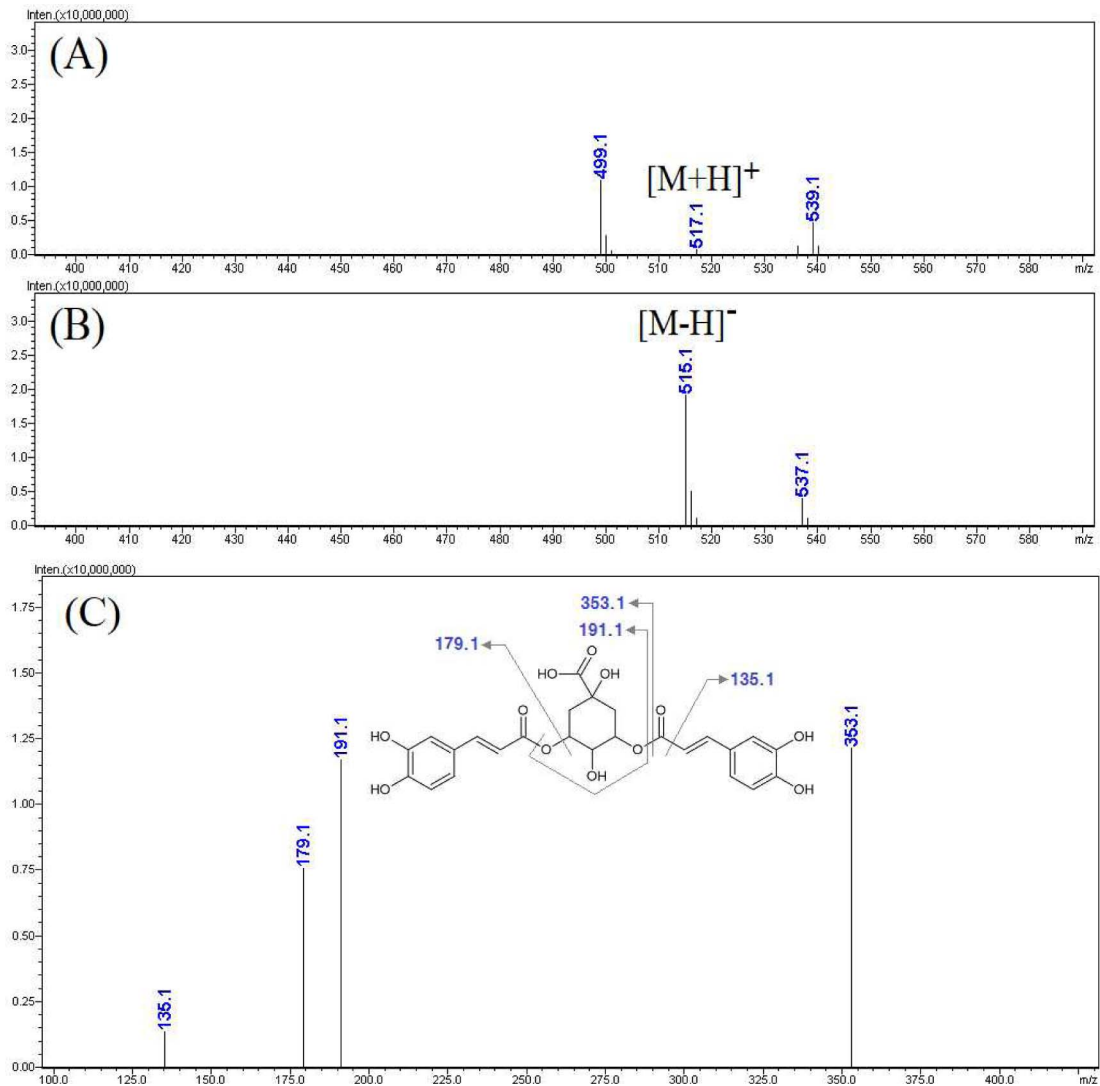 Inten.(x10,000,000)
(A)
3.0
2.5
2.0
1.5
1.0
0.5
0.0
499.1
[M+H]+
517.1
539.1
400 410 420 430 440 450 460 470 480 490 500 510 520 530 540 550 560 570 580 m/z
Inten.(x10,000,000)
(B)
3.0
2.5
2.0
1.5
1.0
0.5
0.0
[M-H]-
515.1
537.1
400 410 420 430 440 450 460 470 480 490 500 510 520 530 540 550 560 570 580 m/z
Inten.(x10,000,000)
(C)
1.75
1.50
1.25
1.00
0.75
0.50
0.25
0.00
353.1
191.1
179.1
135.1
O
HO
OH
O
O
HO
HO
O
OH
O
OH
OH
135.1
179.1
191.1
353.1
100.0 125.0 150.0 175.0 200.0 225.0 250.0 275.0 300.0 325.0 350.0 375.0 400.0 m/z